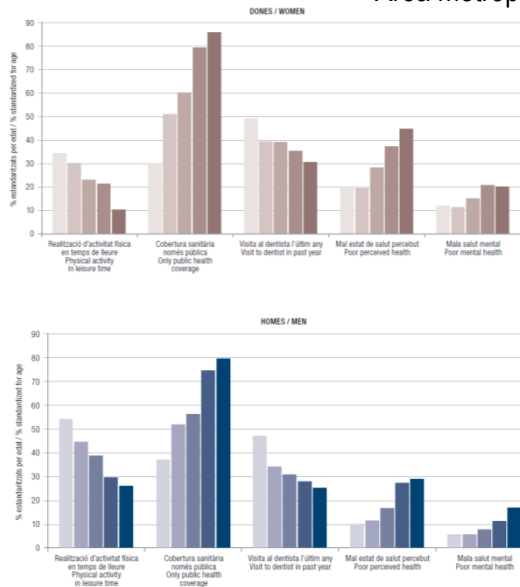 Àrea Metrop
DONES / WOMEN
% estandaritzats per edat / % standardized for age
90
80
70
60
50
40
30
20
10
0
Realització d'activitat física
en temps de lleure
Physical activity
in leisure time
Cobertura sanitària
només pública
Only public health
coverage
Visita al dentista l'últim any
Visit to dentist in past year
Mal estat de salut percebut
Poor perceived health
Mala salut mental
Poor mental health
HOMES / MEN
% estandaritzats per edat / % standardized for age
90
80
70
60
50
40
30
20
10
0
Realització d'activitat física
en temps de lleure
Physical activity
in leisure time
Cobertura sanitària
només pública
Only public health
coverage
Visita al dentista l'últim any
Visit to dentist in past year
Mal estat de salut percebut
Poor perceived health
Mala salut mental
Poor mental health